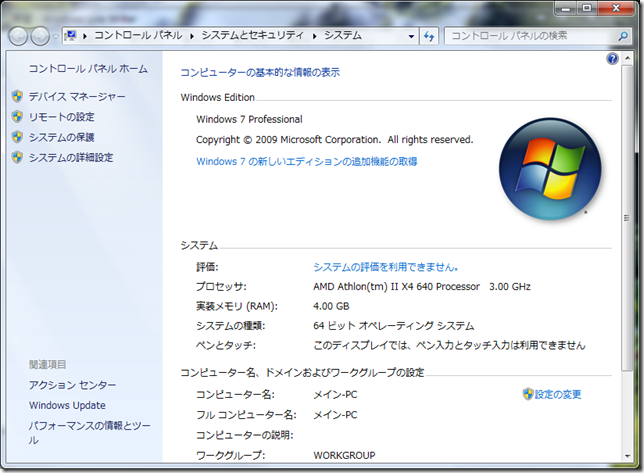 コントロール パネル ▸ システムとセキュリティ ▸ システム
コントロール パネルの検索
コントロール パネル ホーム
デバイス マネージャー
リモートの設定
システムの保護
システムの詳細設定
関連項目
アクション センター
Windows Update
パフォーマンスの情報とツー
ル
コンピューターの基本的な情報の表示
Windows Edition
Windows 7 Professional
Copyright © 2009 Microsoft Corporation. All rights reserved.
Windows 7 の新しいエディションの追加機能の取得
システム
評価: システムの評価を利用できません。
プロセッサ: AMD Athlon(tm) II X4 640 Processor 3.00 GHz
実装メモリ (RAM): 4.00 GB
システムの種類: 64 ビット オペレーティング システム
ペンとタッチ: このディスプレイでは、ペン入力とタッチ入力は利用できません
コンピューター名、ドメインおよびワークグループの設定
コンピューター名: メイン-PC 設定の変更
フル コンピューター名: メイン-PC
コンピューターの説明:
ワークグループ: WORKGROUP